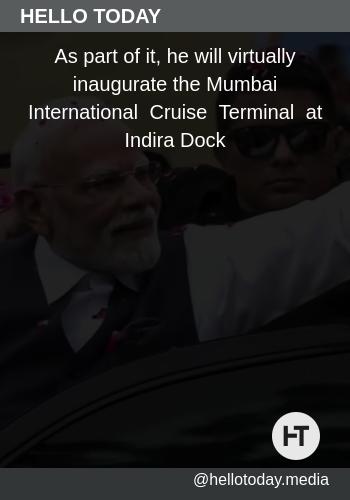 HELLO TODAY
As part of it, he will virtually
inaugurate the Mumbai
International Cruise Terminal at
Indira Dock
HT
@hellotoday.media